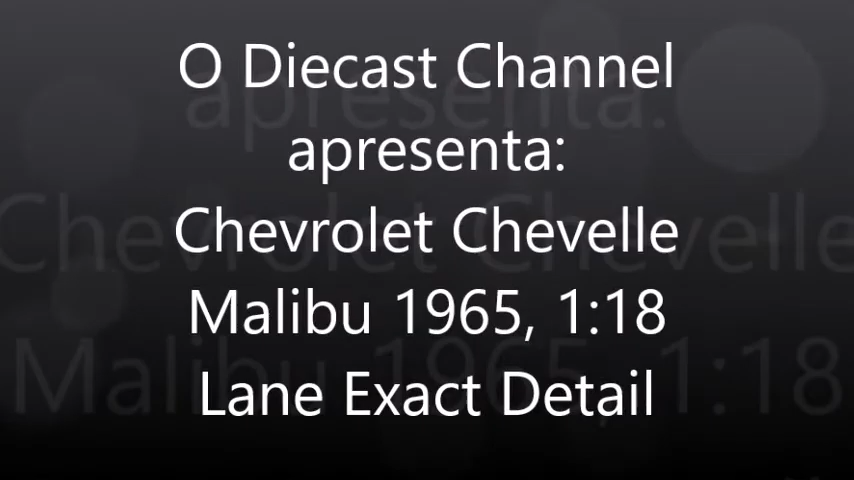 O Diecast Channel
apresenta:
Chevrolet Chevelle
Malibu 1965, 1:18
Lane Exact Detail